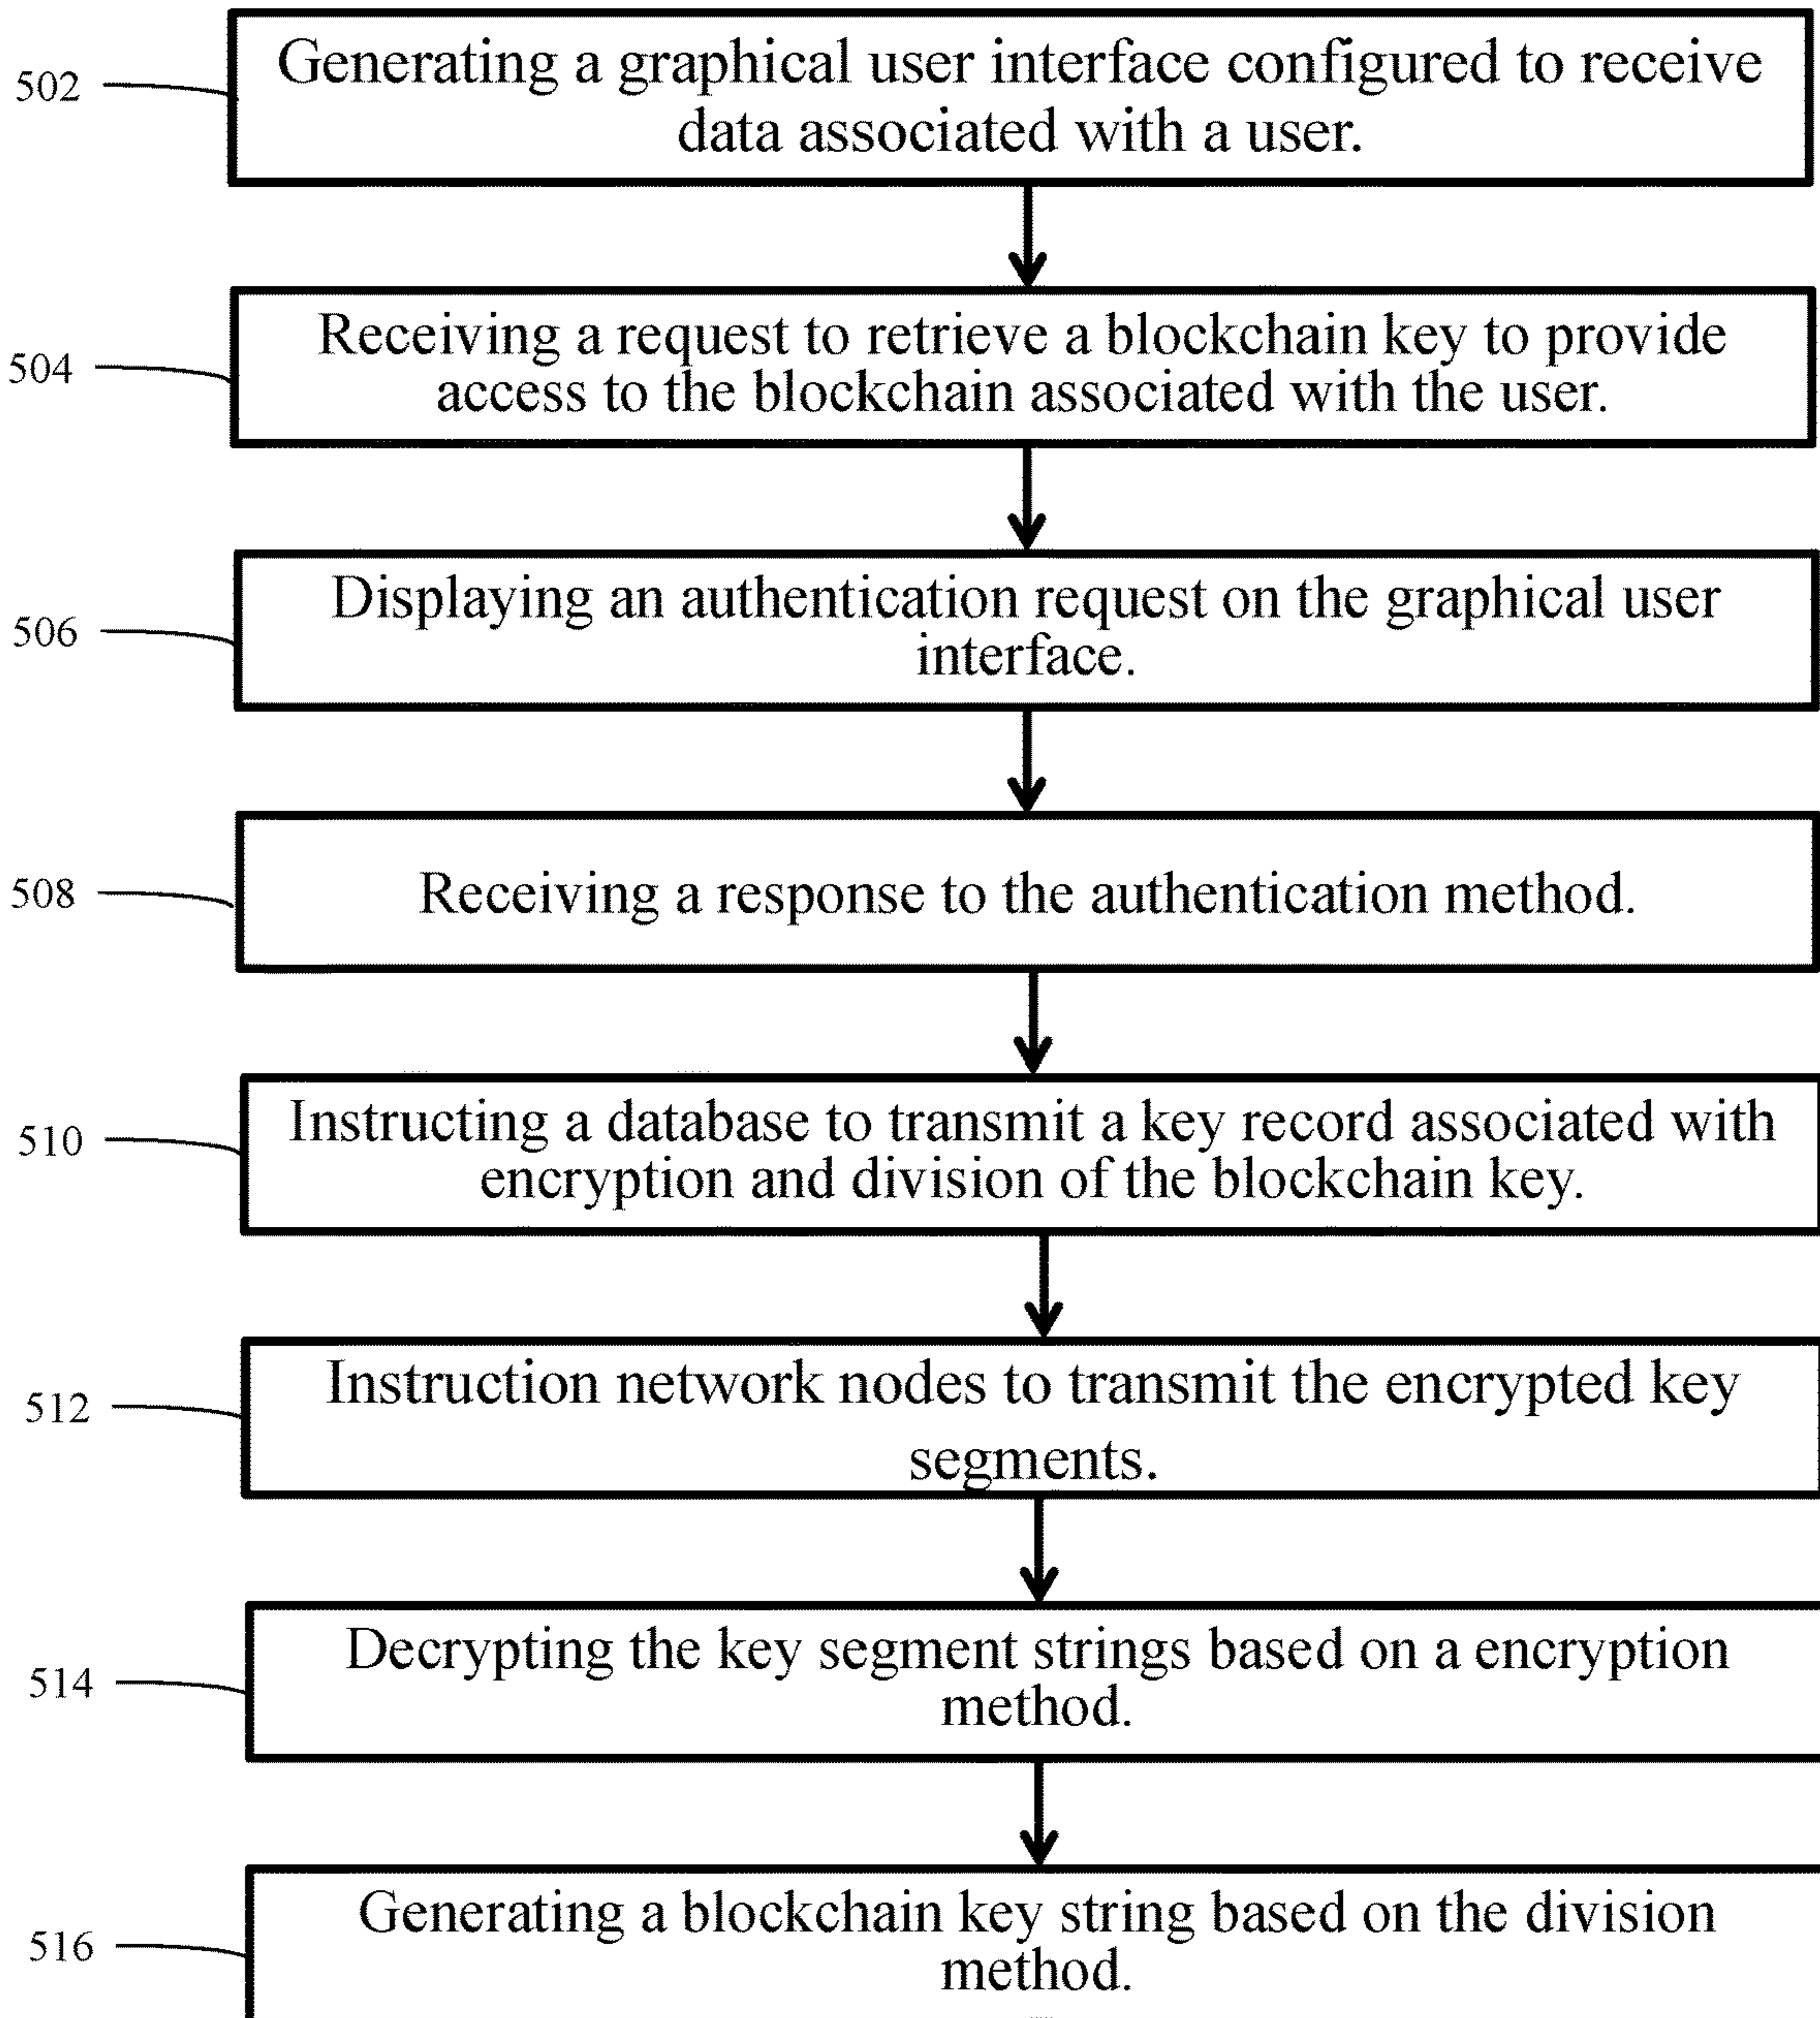 502
Generating a graphical user interface configured to receive
data associated with a user.
504
Receiving a request to retrieve a blockchain key to provide
access to the blockchain associated with the user.
506
Displaying an authentication request on the graphical user
interface.
508
Receiving a response to the authentication method.
510
Instructing a database to transmit a key record associated with
encryption and division of the blockchain key.
512
Instruction network nodes to transmit the encrypted key
segments.
514
Decrypting the key segment strings based on a encryption
method.
516
Generating a blockchain key string based on the division
method.